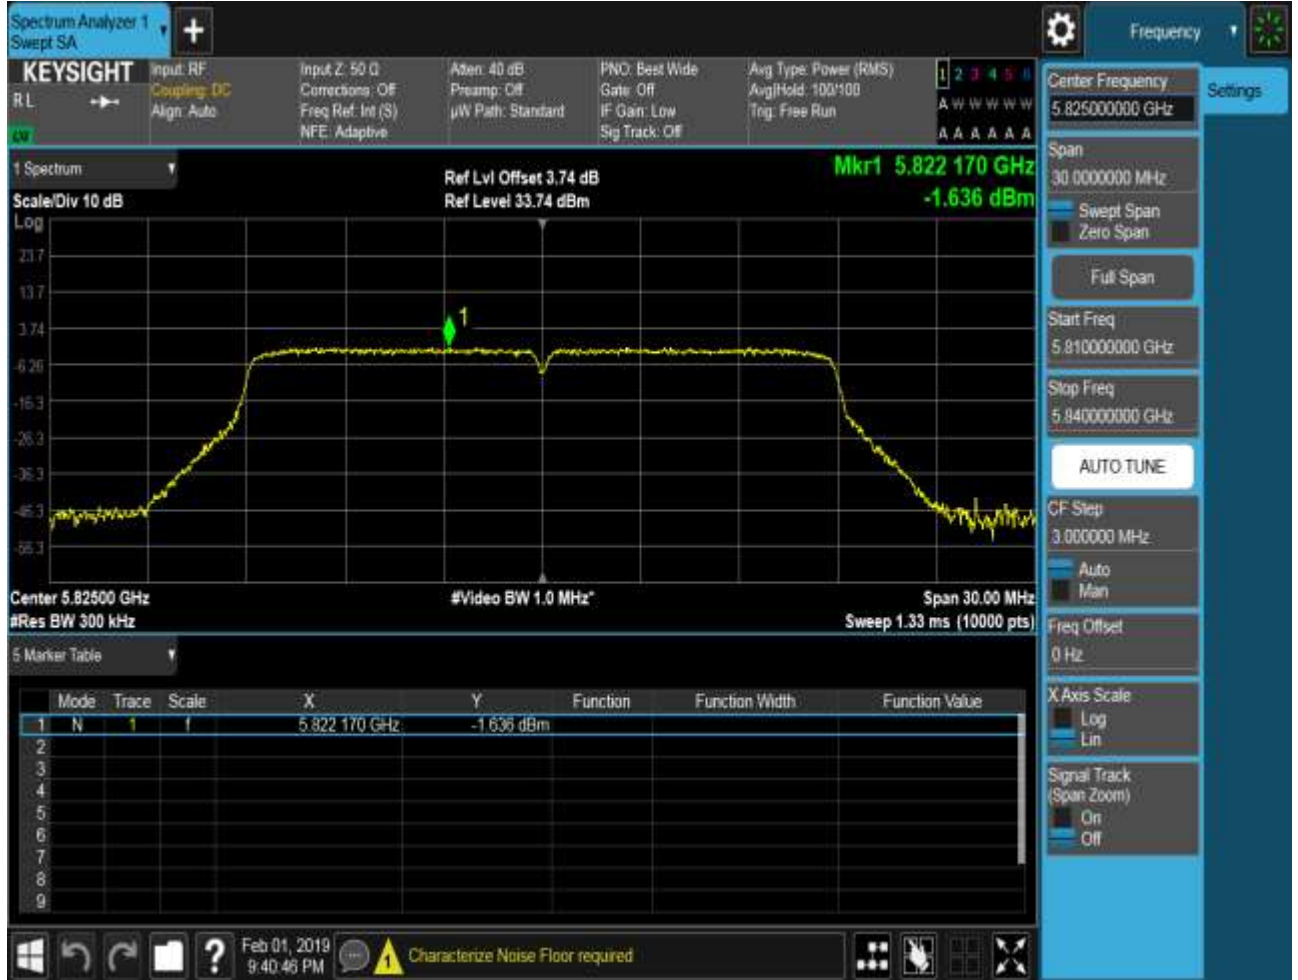 Spectrum Analyzer 1
Swept SA
Frequency
KEYSIGHT
RL
Input: RF
Coupling: DC
Align: Auto
Input Z: 50 Ω
Corrections: Off
Freq Ref: Int (S)
NFE: Adaptive
Atten: 40 dB
Preamp: Off
µW Path: Standard
PNO: Best Wide
Gate: Off
IF Gain: Low
Sig Track: Off
Avg Type: Power (RMS)
Avg|Hold: 100/100
Trig: Free Run
1 2 3 4 5 6
A W W W W W
A A A A A A
1 Spectrum
Scale/Div 10 dB
Log
Ref Lvl Offset 3.74 dB
Ref Level 33.74 dBm
Mkr1 5.822 170 GHz
-1.636 dBm
23.7
13.7
3.74
-6.26
-16.3
-26.3
-36.3
-46.3
-56.3
1
Center 5.82500 GHz
#Res BW 300 kHz
#Video BW 1.0 MHz*
Span 30.00 MHz
Sweep 1.33 ms (10000 pts)
5 Marker Table
Mode Trace Scale X Y Function Function Width Function Value
1 N 1 f 5.822 170 GHz -1.636 dBm
2
3
4
5
6
7
8
9
Feb 01, 2019
9:40:46 PM
?
1
Characterize Noise Floor required
Settings
Center Frequency
5.825000000 GHz
Span
30.0000000 MHz
Swept Span
Zero Span
Full Span
Start Freq
5.810000000 GHz
Stop Freq
5.840000000 GHz
AUTO TUNE
CF Step
3.000000 MHz
Auto
Man
Freq Offset
0 Hz
X Axis Scale
Log
Lin
Signal Track
(Span Zoom)
On
Off